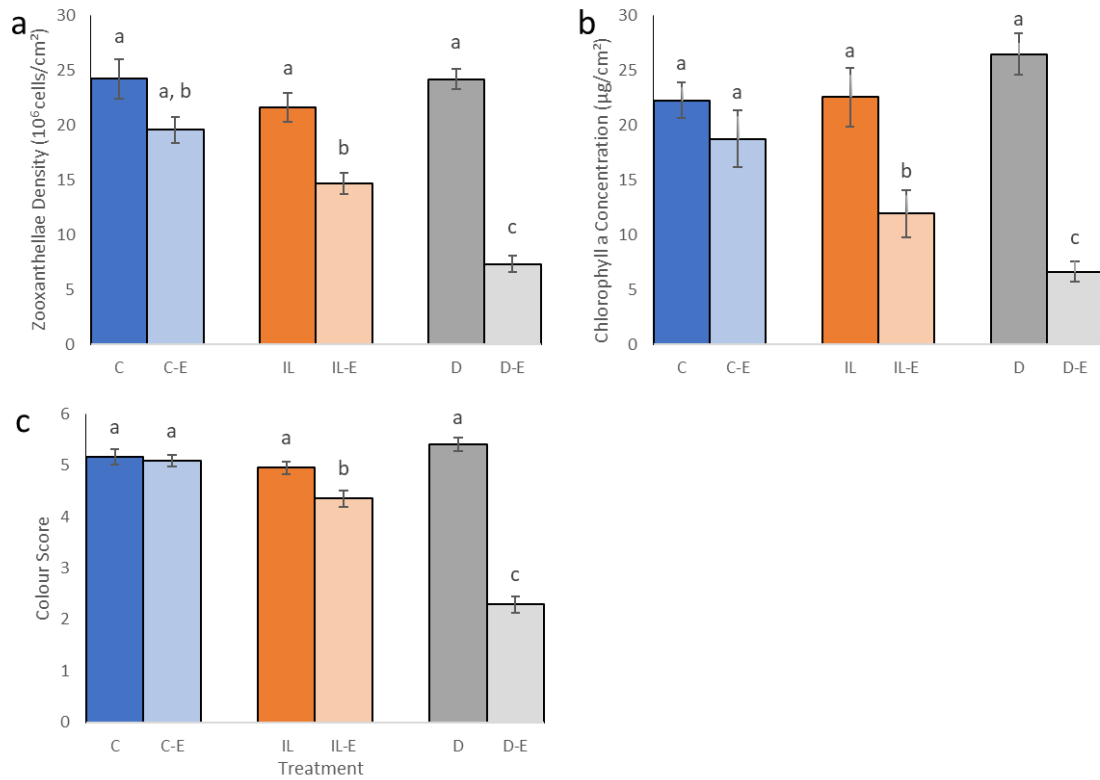 a
Zooxanthellae Density (10⁶cells/cm²)
30
25
20
15
10
5
0
a
a, b
a
b
a
c
C C-E IL IL-E D D-E
b
Chlorophyll a Concentration (µg/cm²)
30
25
20
15
10
5
0
a
a
a
b
a
c
C C-E IL IL-E D D-E
c
Colour Score
6
5
4
3
2
1
0
a
a
a
b
a
c
C C-E IL IL-E D D-E
Treatment